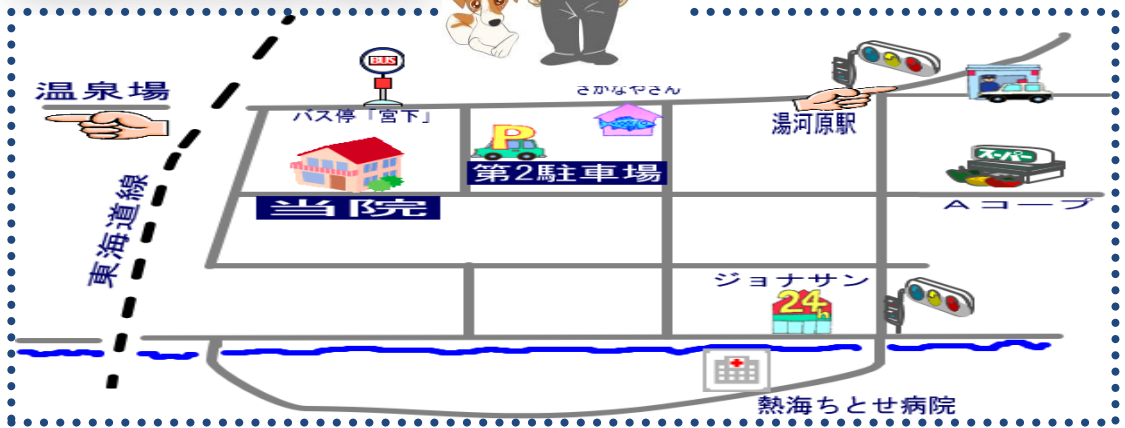 温泉場
BUS
バス停「宮下」
さかなやさん
湯河原駅
P
第2駐車場
スーパー
当院
Aコープ
東海道線
ジョナサン
24h
熱海ちとせ病院